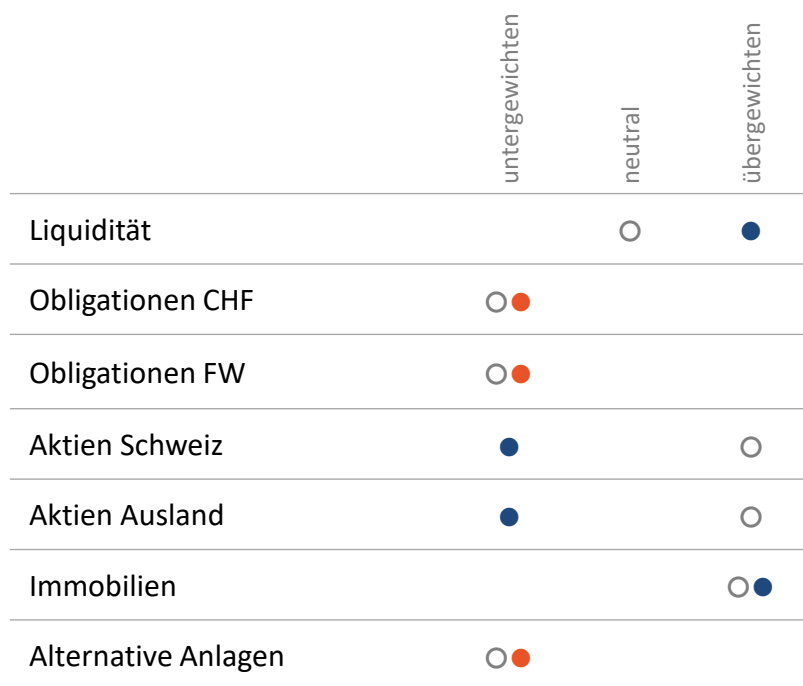 untergewichten
neutral
übergewichten
Liquidität
Obligationen CHF
Obligationen FW
Aktien Schweiz
Aktien Ausland
Immobilien
Alternative Anlagen